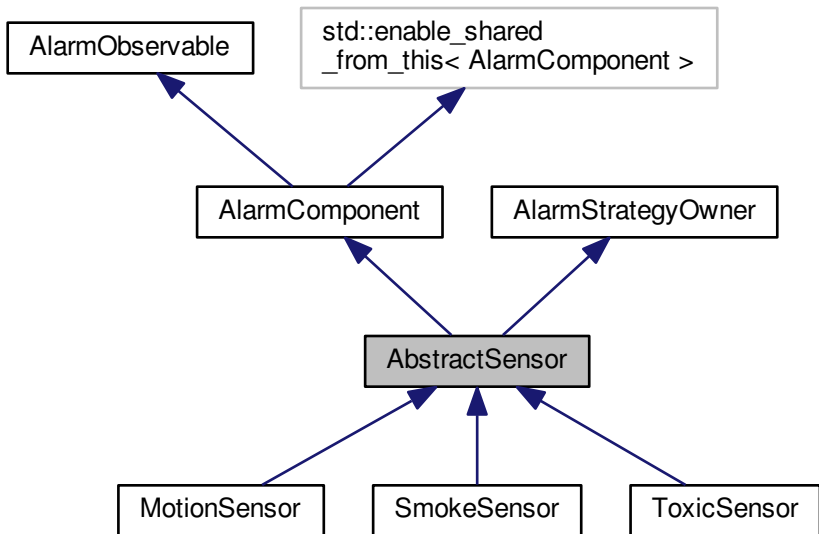 AlarmObservable
std::enable_shared
_from_this< AlarmComponent >
AlarmComponent
AlarmStrategyOwner
AbstractSensor
MotionSensor
SmokeSensor
ToxicSensor